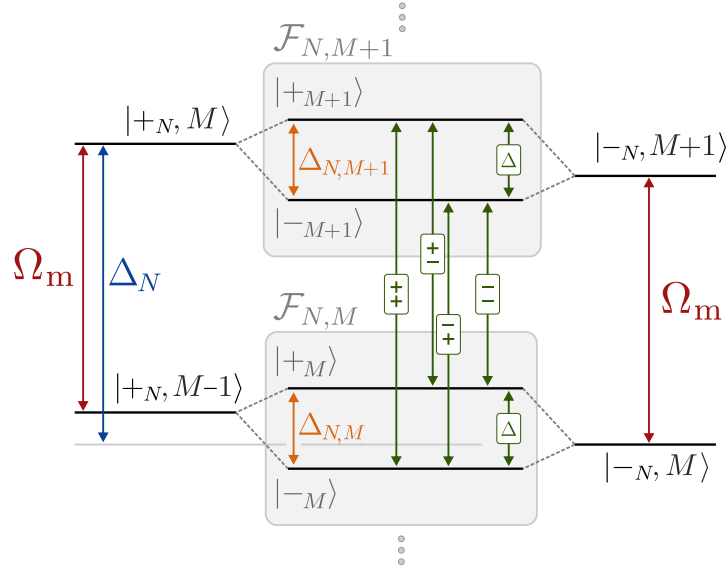 𝓕_{N,M+1}
|+_{M+1}⟩
|+_N, M⟩
|−_N, M+1⟩
Δ_{N,M+1}
Δ
|−_{M+1}⟩
Ω_m
Δ_N
+
−
+
+
−
−
Ω_m
𝓕_{N,M}
−
+
|+_M⟩
|+_N, M−1⟩
Δ_{N,M}
Δ
|−_M⟩
|−_N, M⟩